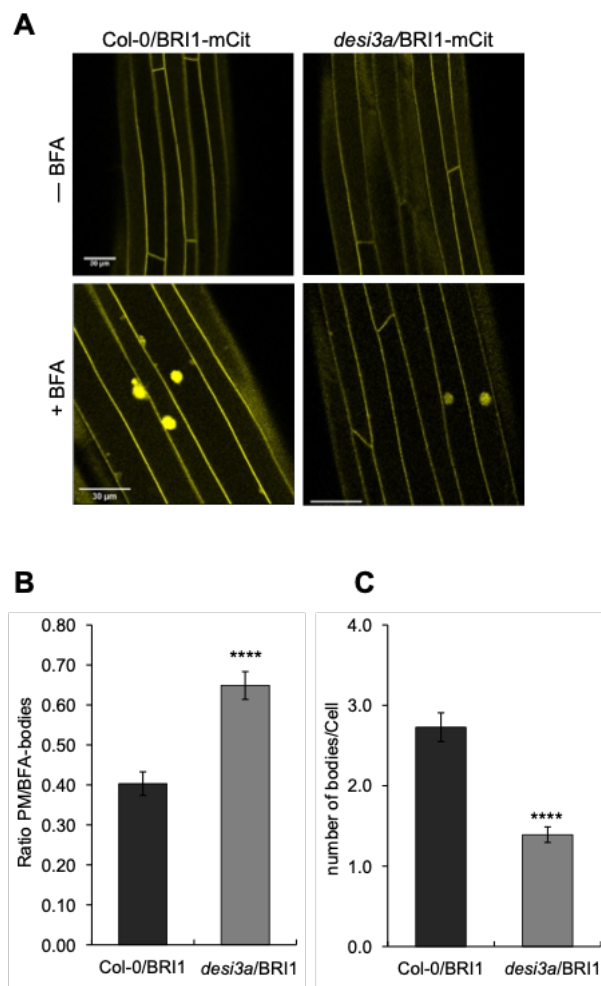 A
Col-0/BRI1-mCit
desi3a/BRI1-mCit
— BFA
30 µm
+ BFA
30 µm
B
C
Ratio PM/BFA-bodies
0.80
0.70
0.60
0.50
0.40
0.30
0.20
0.10
0.00
****
Col-0/BRI1
desi3a/BRI1
number of bodies/Cell
4.0
3.0
2.0
1.0
0.0
****
Col-0/BRI1
desi3a/BRI1